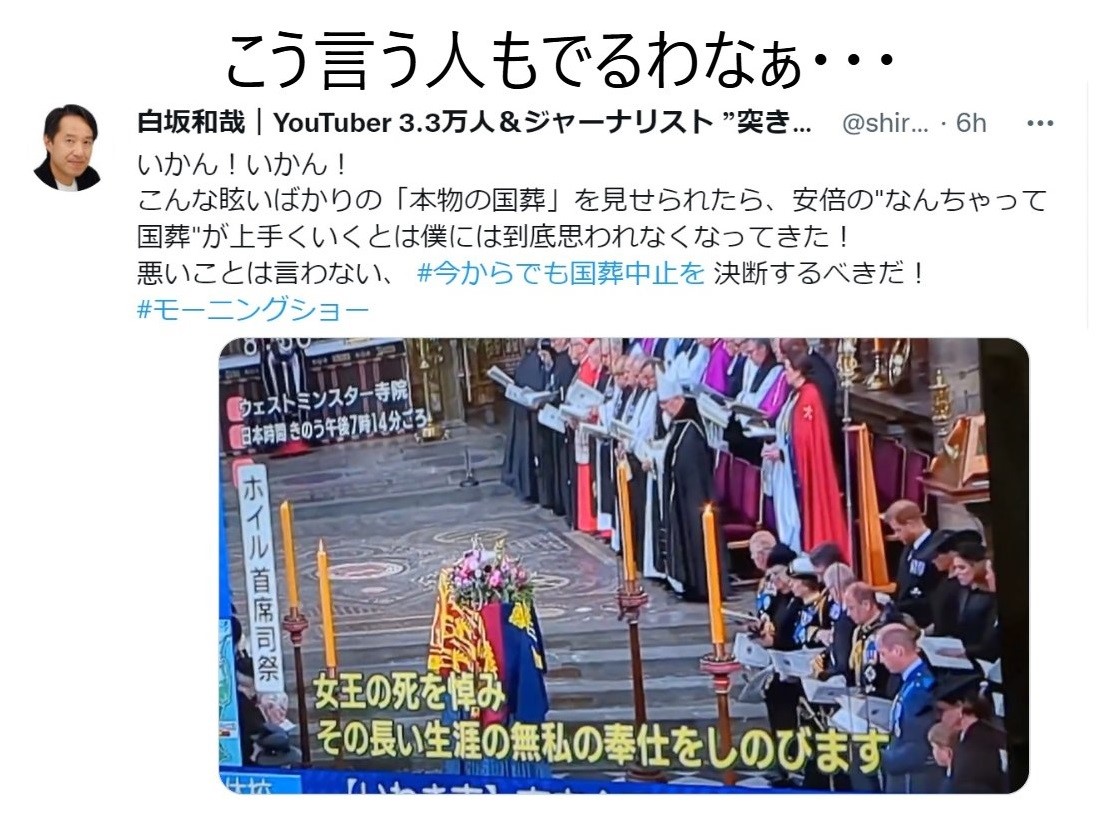 こう言う人もでるわなぁ・・・
白坂和哉｜YouTuber 3.3万人＆ジャーナリスト ”突き... @shir... · 6h
いかん！いかん！
こんな眩いばかりの「本物の国葬」を見せられたら、安倍の"なんちゃって
国葬"が上手くいくとは僕には到底思われなくなってきた！
悪いことは言わない、 #今からでも国葬中止を 決断するべきだ！
#モーニングショー
ウェストミンスター寺院
日本時間 きのう午後7時14分ごろ
ホイル首席司祭
女王の死を悼み
その長い生涯の無私の奉仕をしのびます